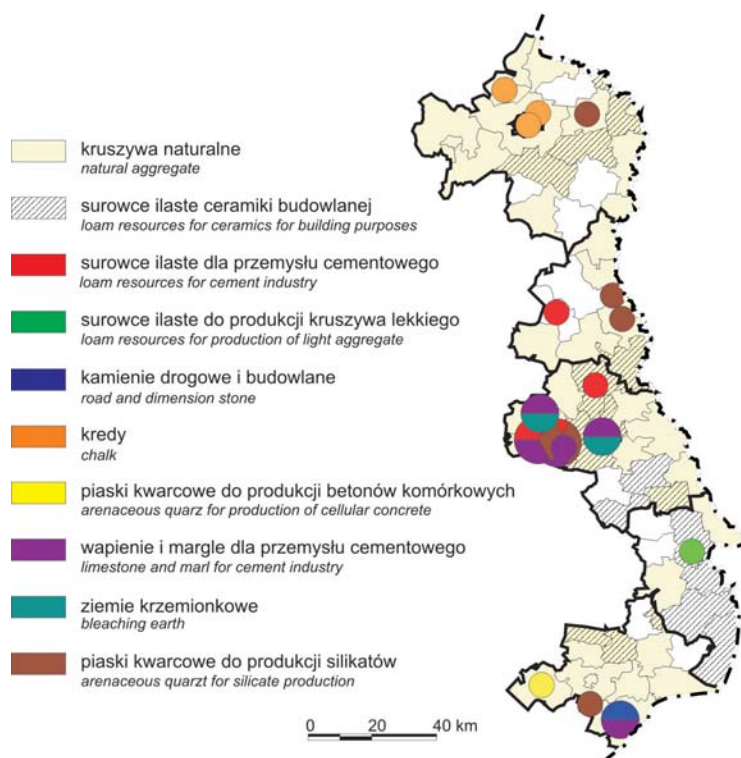 kruszywa naturalne
natural aggregate
surowce ilaste ceramiki budowlanej
loam resources for ceramics for building purposes
surowce ilaste dla przemysłu cementowego
loam resources for cement industry
surowce ilaste do produkcji kruszywa lekkiego
loam resources for production of light aggregate
kamienie drogowe i budowlane
road and dimension stone
kredy
chalk
piaski kwarcowe do produkcji betonów komórkowych
arenaceous quarz for production of cellular concrete
wapienie i margle dla przemysłu cementowego
limestone and marl for cement industry
ziemie krzemionkowe
bleaching earth
piaski kwarcowe do produkcji silikatów
arenaceous quarzt for silicate production
0 20 40 km